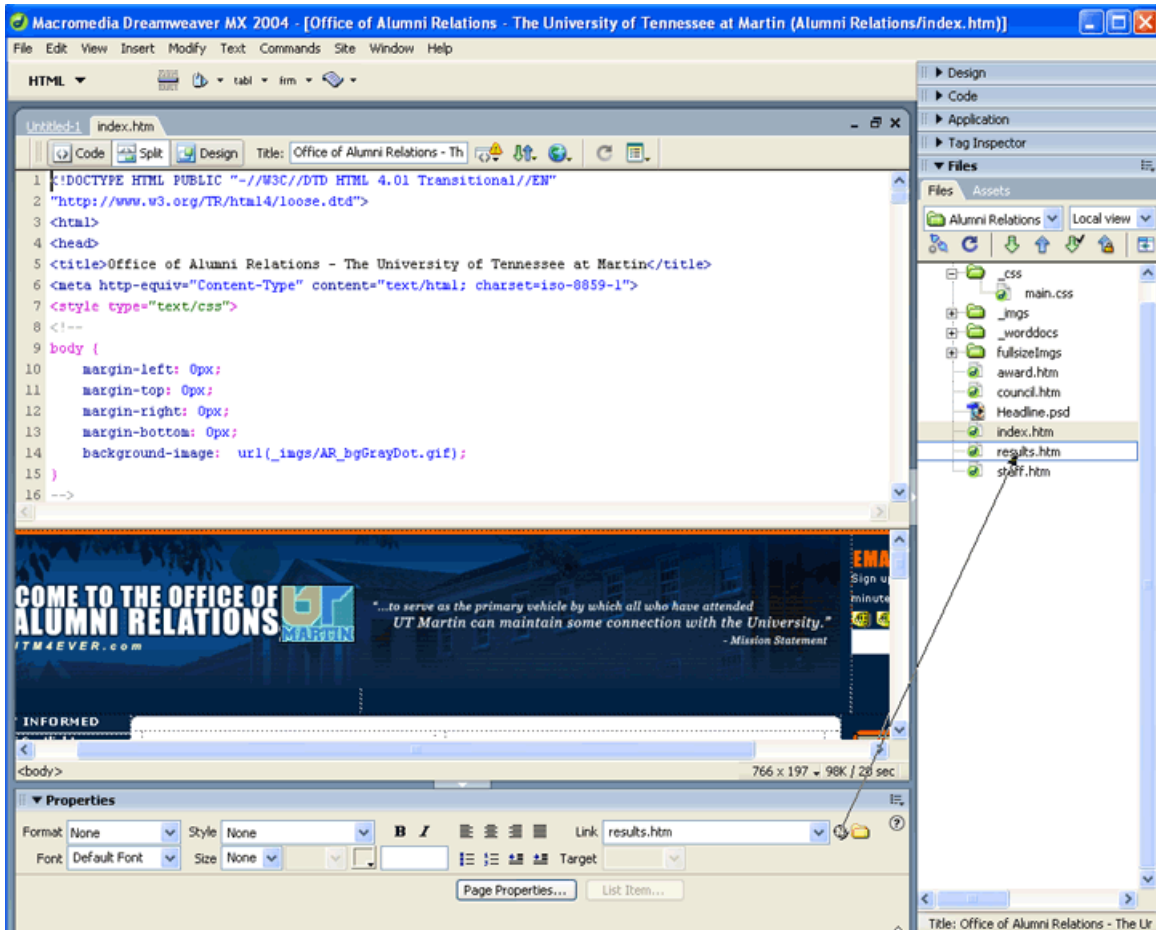 Macromedia Dreamweaver MX 2004 - [Office of Alumni Relations - The University of Tennessee at Martin (Alumni Relations/index.htm)]
File Edit View Insert Modify Text Commands Site Window Help
HTML
tabl
frm
Untitled-1 index.htm
Code Split Design Title: Office of Alumni Relations - Th
1 <!DOCTYPE HTML PUBLIC "-//W3C//DTD HTML 4.01 Transitional//EN"
2 "http://www.w3.org/TR/html4/loose.dtd">
3 <html>
4 <head>
5 <title>Office of Alumni Relations - The University of Tennessee at Martin</title>
6 <meta http-equiv="Content-Type" content="text/html; charset=iso-8859-1">
7 <style type="text/css">
8 <!--
9 body {
10 margin-left: 0px;
11 margin-top: 0px;
12 margin-right: 0px;
13 margin-bottom: 0px;
14 background-image: url(_imgs/AR_bgGrayDot.gif);
15 }
16 -->
COME TO THE OFFICE OF
ALUMNI RELATIONS
TM4EVER.com
UT
MARTIN
"...to serve as the primary vehicle by which all who have attended
UT Martin can maintain some connection with the University."
- Mission Statement
EMA
Sign u
minute
INFORMED
<body>
766 x 197 98K / 28 sec
Properties
Format None Style None B I Link results.htm
Font Default Font Size None Target
Page Properties... List Item...
Design
Code
Application
Tag Inspector
Files
Files Assets
Alumni Relations Local view
_css
main.css
_imgs
_worddocs
fullsizeImgs
award.htm
council.htm
Headline.psd
index.htm
results.htm
staff.htm
Title: Office of Alumni Relations - The Ur